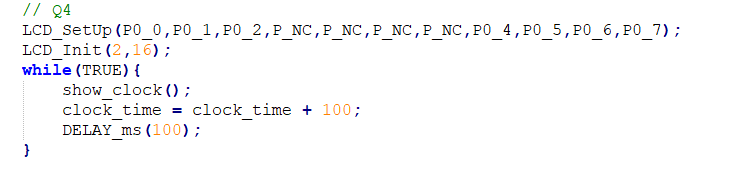 // Q4
LCD_SetUp(P0_0,P0_1,P0_2,P_NC,P_NC,P_NC,P_NC,P0_4,P0_5,P0_6,P0_7);
LCD_Init(2,16);
while(TRUE){
    show_clock();
    clock_time = clock_time + 100;
    DELAY_ms(100);
}